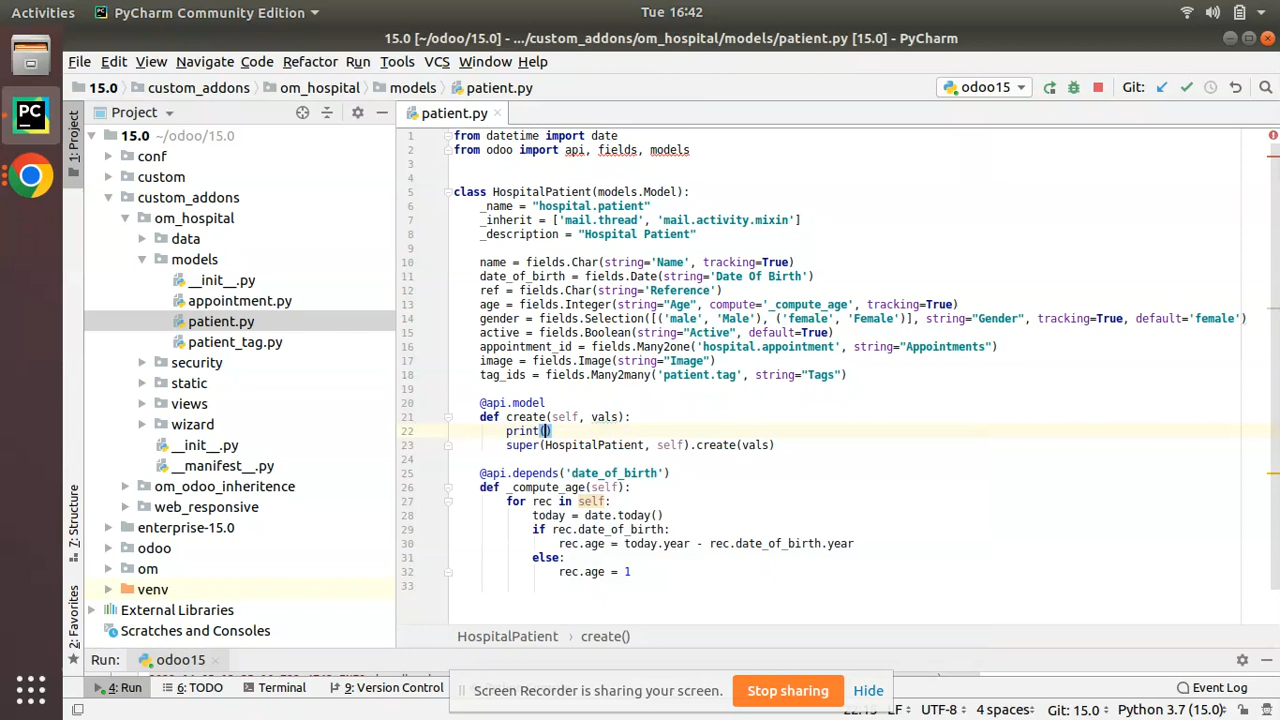 Activities PyCharm Community Edition Tue 16:42
15.0 [~/odoo/15.0] - .../custom_addons/om_hospital/models/patient.py [15.0] - PyCharm
File Edit View Navigate Code Refactor Run Tools VCS Window Help
15.0 custom_addons om_hospital models patient.py odoo15 Git:
Project patient.py
1: Project
7: Structure
2: Favorites
15.0 ~/odoo/15.0
conf
custom
custom_addons
om_hospital
data
models
__init__.py
appointment.py
patient.py
patient_tag.py
security
static
views
wizard
__init__.py
__manifest__.py
om_odoo_inheritence
web_responsive
enterprise-15.0
odoo
om
venv
External Libraries
Scratches and Consoles
1 from datetime import date
2 from odoo import api, fields, models
3
4
5 class HospitalPatient(models.Model):
6 _name = "hospital.patient"
7 _inherit = ['mail.thread', 'mail.activity.mixin']
8 _description = "Hospital Patient"
9
10 name = fields.Char(string='Name', tracking=True)
11 date_of_birth = fields.Date(string='Date Of Birth')
12 ref = fields.Char(string='Reference')
13 age = fields.Integer(string="Age", compute='_compute_age', tracking=True)
14 gender = fields.Selection([('male', 'Male'), ('female', 'Female')], string="Gender", tracking=True, default='female')
15 active = fields.Boolean(string="Active", default=True)
16 appointment_id = fields.Many2one('hospital.appointment', string="Appointments")
17 image = fields.Image(string="Image")
18 tag_ids = fields.Many2many('patient.tag', string="Tags")
19
20 @api.model
21 def create(self, vals):
22 print()
23 super(HospitalPatient, self).create(vals)
24
25 @api.depends('date_of_birth')
26 def _compute_age(self):
27 for rec in self:
28 today = date.today()
29 if rec.date_of_birth:
30 rec.age = today.year - rec.date_of_birth.year
31 else:
32 rec.age = 1
33
HospitalPatient › create()
Run: odoo15
4: Run 6: TODO Terminal 9: Version Control Event Log
Screen Recorder is sharing your screen. Stop sharing Hide
LF UTF-8 4 spaces Git: 15.0 Python 3.7 (15.0)